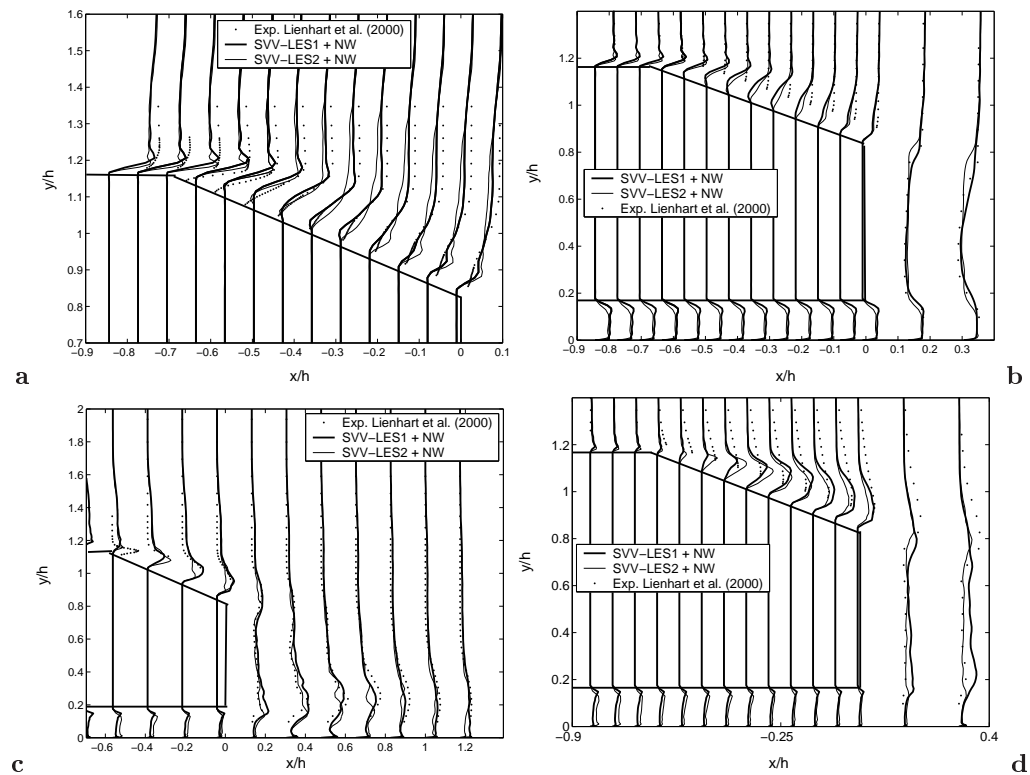 1.6
1.5
1.4
1.3
1.2
1.1
1
0.9
0.8
0.7
y/h
Exp. Lienhart et al. (2000)
SVV−LES1 + NW
SVV−LES2 + NW
−0.9 −0.8 −0.7 −0.6 −0.5 −0.4 −0.3 −0.2 −0.1 0 0.1
x/h
a
1.2
1
0.8
0.6
0.4
0.2
0
y/h
SVV−LES1 + NW
SVV−LES2 + NW
Exp. Lienhart et al. (2000)
−0.9 −0.8 −0.7 −0.6 −0.5 −0.4 −0.3 −0.2 −0.1 0 0.1 0.2 0.3
x/h
b
2
1.8
1.6
1.4
1.2
1
0.8
0.6
0.4
0.2
0
y/h
Exp. Lienhart et al. (2000)
SVV−LES1 + NW
SVV−LES2 + NW
−0.6 −0.4 −0.2 0 0.2 0.4 0.6 0.8 1 1.2
x/h
c
1.2
1
0.8
0.6
0.4
0.2
0
y/h
SVV−LES1 + NW
SVV−LES2 + NW
Exp. Lienhart et al. (2000)
−0.9 −0.25 0.4
x/h
d